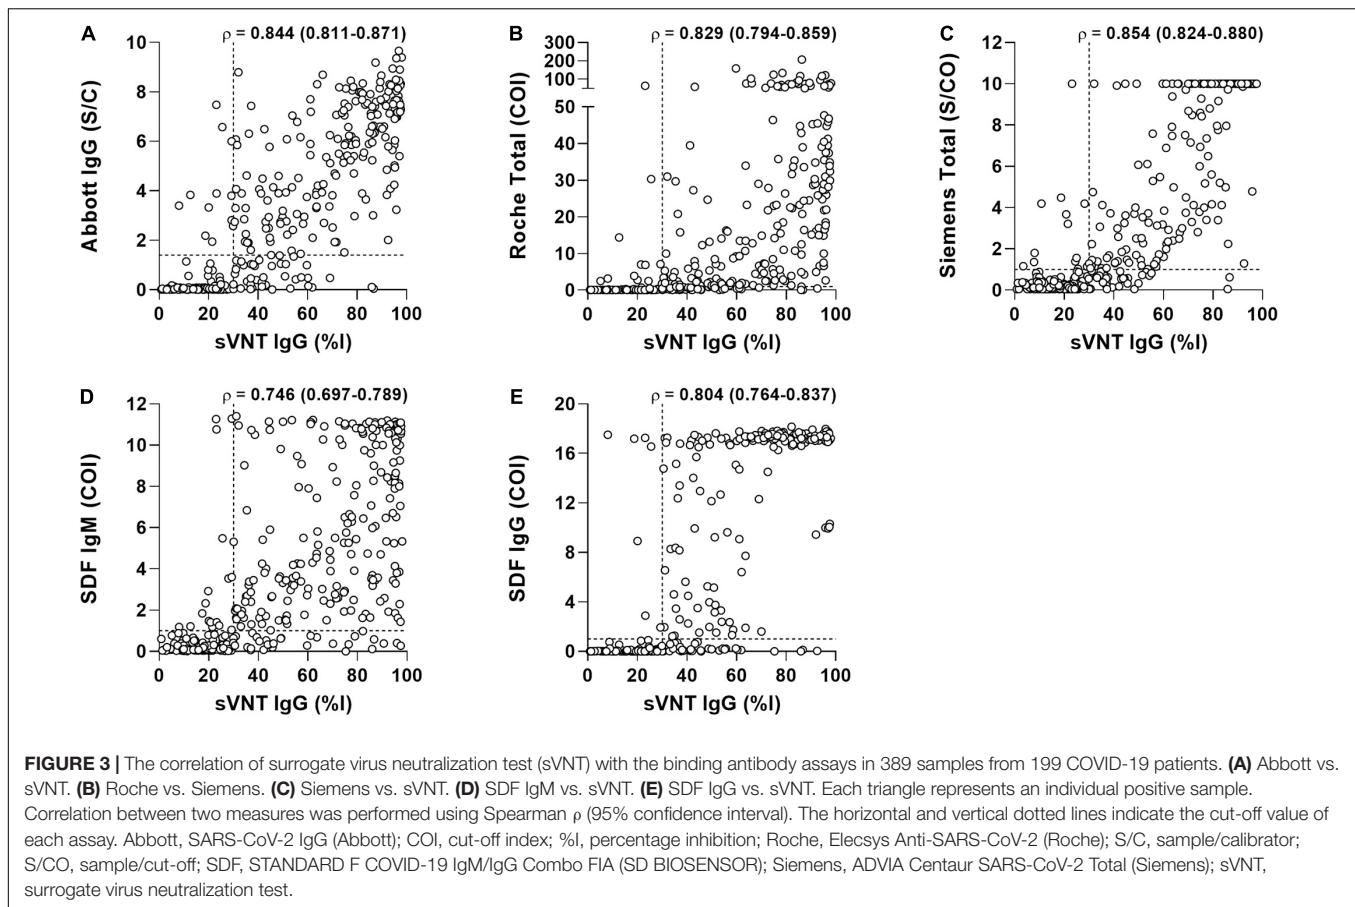 A
ρ = 0.844 (0.811-0.871)
Abbott IgG (S/C)
10
8
6
4
2
0
0 20 40 60 80 100
sVNT IgG (%I)
B
ρ = 0.829 (0.794-0.859)
Roche Total (COI)
300
200
100
50
40
30
20
10
0
0 20 40 60 80 100
sVNT IgG (%I)
C
ρ = 0.854 (0.824-0.880)
Siemens Total (S/CO)
12
10
8
6
4
2
0
0 20 40 60 80 100
sVNT IgG (%I)
D
ρ = 0.746 (0.697-0.789)
SDF IgM (COI)
12
10
8
6
4
2
0
0 20 40 60 80 100
sVNT IgG (%I)
E
ρ = 0.804 (0.764-0.837)
SDF IgG (COI)
20
16
12
8
4
0
0 20 40 60 80 100
sVNT IgG (%I)
FIGURE 3 | The correlation of surrogate virus neutralization test (sVNT) with the binding antibody assays in 389 samples from 199 COVID-19 patients. (A) Abbott vs.
sVNT. (B) Roche vs. Siemens. (C) Siemens vs. sVNT. (D) SDF IgM vs. sVNT. (E) SDF IgG vs. sVNT. Each triangle represents an individual positive sample.
Correlation between two measures was performed using Spearman ρ (95% confidence interval). The horizontal and vertical dotted lines indicate the cut-off value of
each assay. Abbott, SARS-CoV-2 IgG (Abbott); COI, cut-off index; %I, percentage inhibition; Roche, Elecsys Anti-SARS-CoV-2 (Roche); S/C, sample/calibrator;
S/CO, sample/cut-off; SDF, STANDARD F COVID-19 IgM/IgG Combo FIA (SD BIOSENSOR); Siemens, ADVIA Centaur SARS-CoV-2 Total (Siemens); sVNT,
surrogate virus neutralization test.